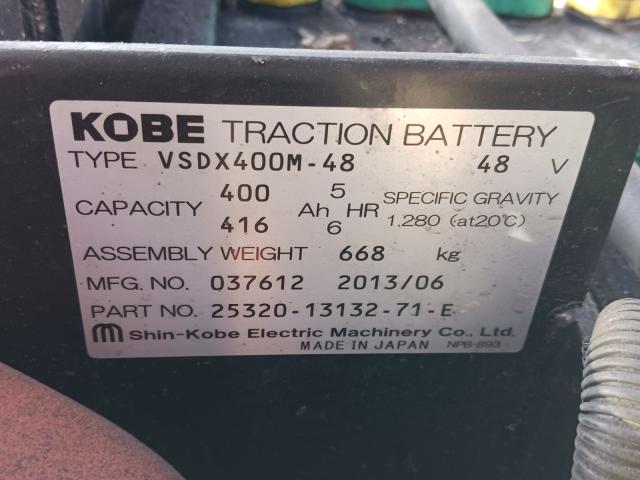 KOBE TRACTION BATTERY
TYPE VSDX400M-48 48 V
CAPACITY 400 Ah 5 HR SPECIFIC GRAVITY
416 6 1.280 (at20℃)
ASSEMBLY WEIGHT 668 kg
MFG. NO. 037612 2013/06
PART NO. 25320-13132-71-E
Shin-Kobe Electric Machinery Co., Ltd.
MADE IN JAPAN NPB-893